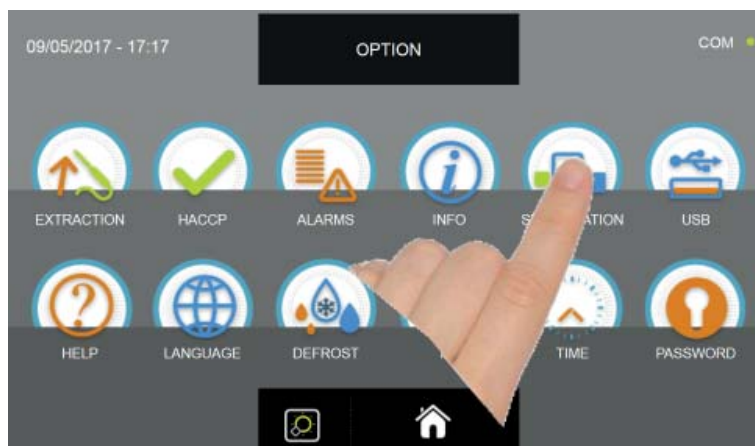 09/05/2017 - 17:17
OPTION
COM
EXTRACTION
HACCP
ALARMS
INFO
USB
HELP
LANGUAGE
DEFROST
TIME
PASSWORD